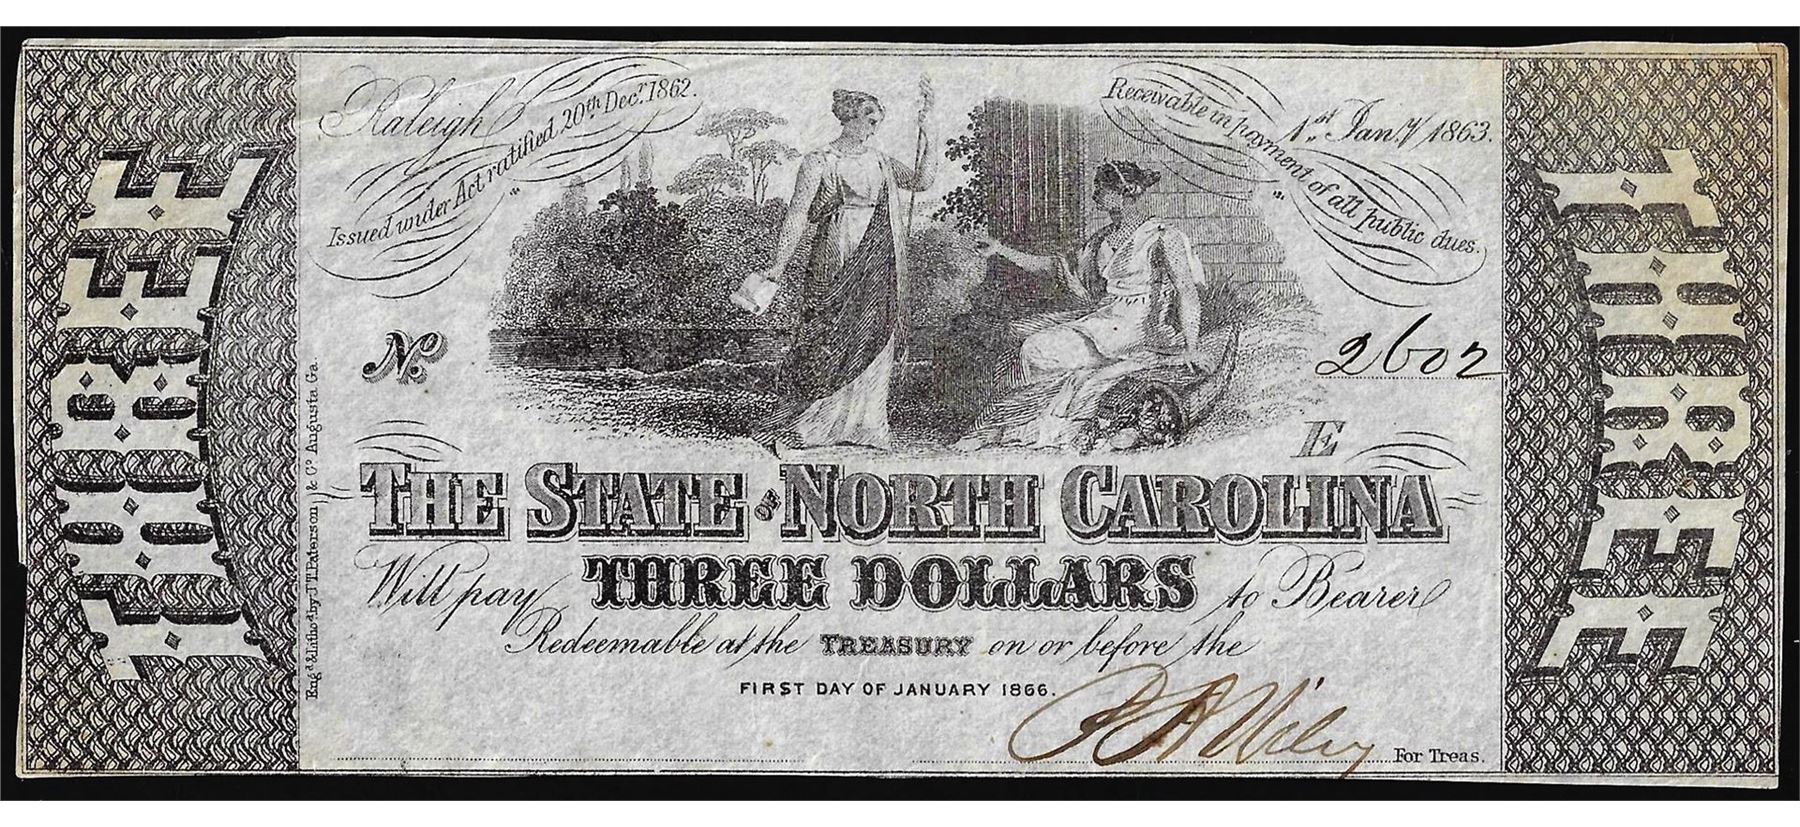 THREE
Raleigh
Issued under Act ratified 20th Decr. 1862.
Receivable in payment of all public dues.
1st Jan.y 1863.
No. 2602
E
THE STATE OF NORTH CAROLINA
Will pay THREE DOLLARS to Bearer
Redeemable at the TREASURY on or before the
FIRST DAY OF JANUARY 1866.
For Treas.
Engd & Lithod by J T Paterson & Co Augusta Ga.
THREE